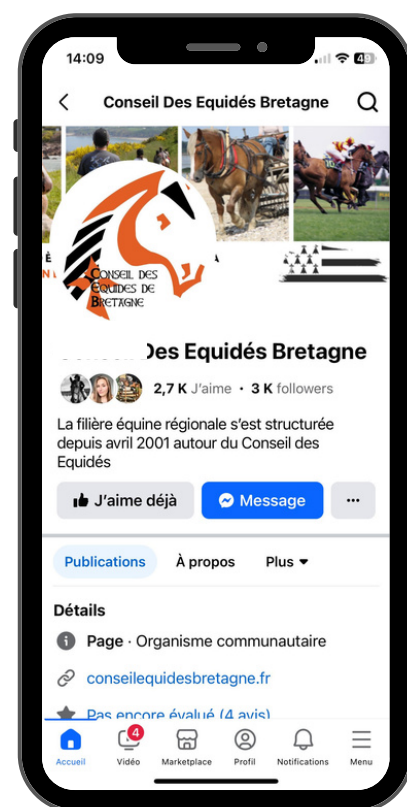 14:09
49
Conseil Des Equidés Bretagne
CONSEIL DES
EQUIDES DE
BRETAGNE
Des Equidés Bretagne
2,7 K J'aime • 3 K followers
La filière équine régionale s'est structurée
depuis avril 2001 autour du Conseil des
Equidés
J'aime déjà
Message
Publications
À propos
Plus
Détails
Page · Organisme communautaire
conseilequidesbretagne.fr
Pas encore évalué (4 avis)
4
Accueil
Vidéo
Marketplace
Profil
Notifications
Menu